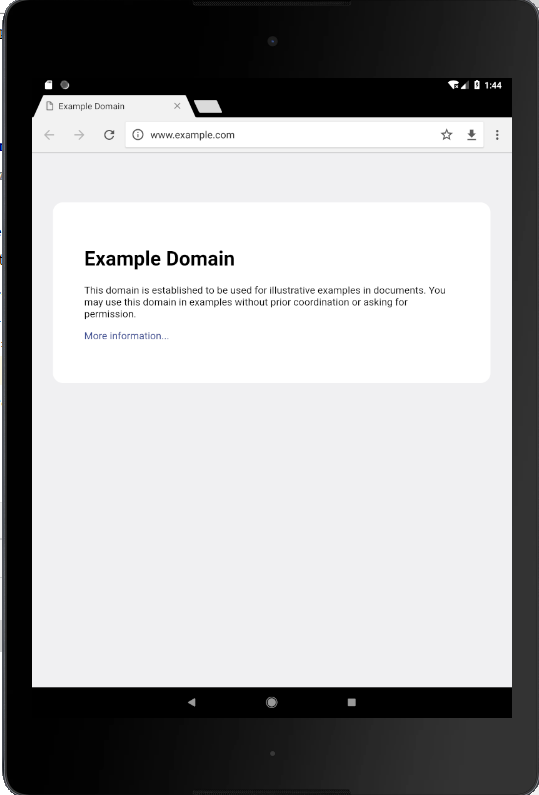 1:44
Example Domain
www.example.com
Example Domain
This domain is established to be used for illustrative examples in documents. You
may use this domain in examples without prior coordination or asking for
permission.
More information...